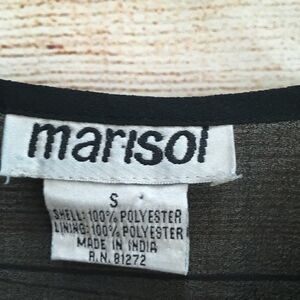 marisol
S
SHELL: 100% POLYESTER
LINING: 100% POLYESTER
MADE IN INDIA
R.N. 81272